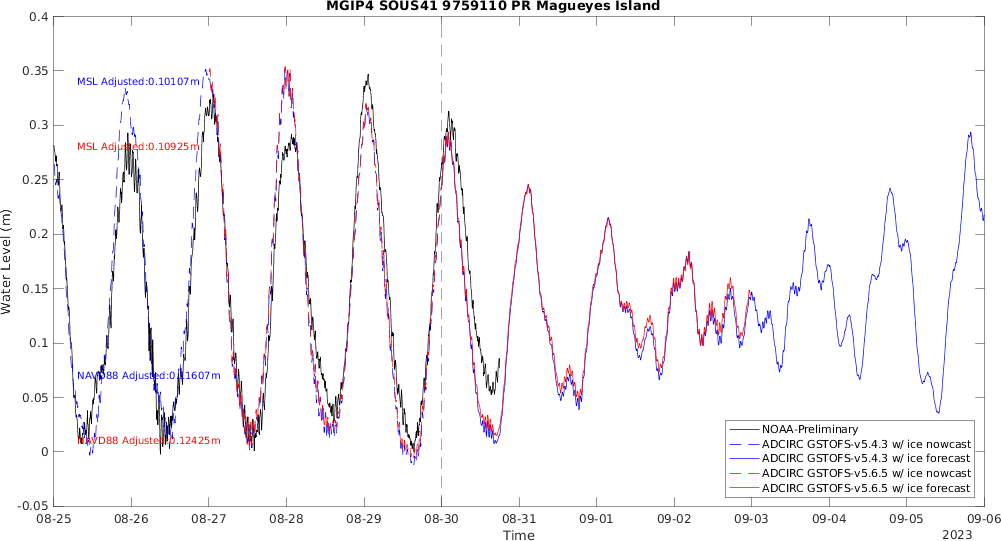 MGIP4 SOUS41 9759110 PR Magueyes Island
0.4
0.35
0.3
0.25
0.2
0.15
0.1
0.05
0
-0.05
Water Level (m)
MSL Adjusted:0.10107m
MSL Adjusted:0.10925m
NAVD88 Adjusted:0.11607m
NAVD88 Adjusted:0.12425m
NOAA-Preliminary
ADCIRC GSTOFS-v5.4.3 w/ ice nowcast
ADCIRC GSTOFS-v5.4.3 w/ ice forecast
ADCIRC GSTOFS-v5.6.5 w/ ice nowcast
ADCIRC GSTOFS-v5.6.5 w/ ice forecast
08-25 08-26 08-27 08-28 08-29 08-30 08-31 09-01 09-02 09-03 09-04 09-05 09-06
Time
2023